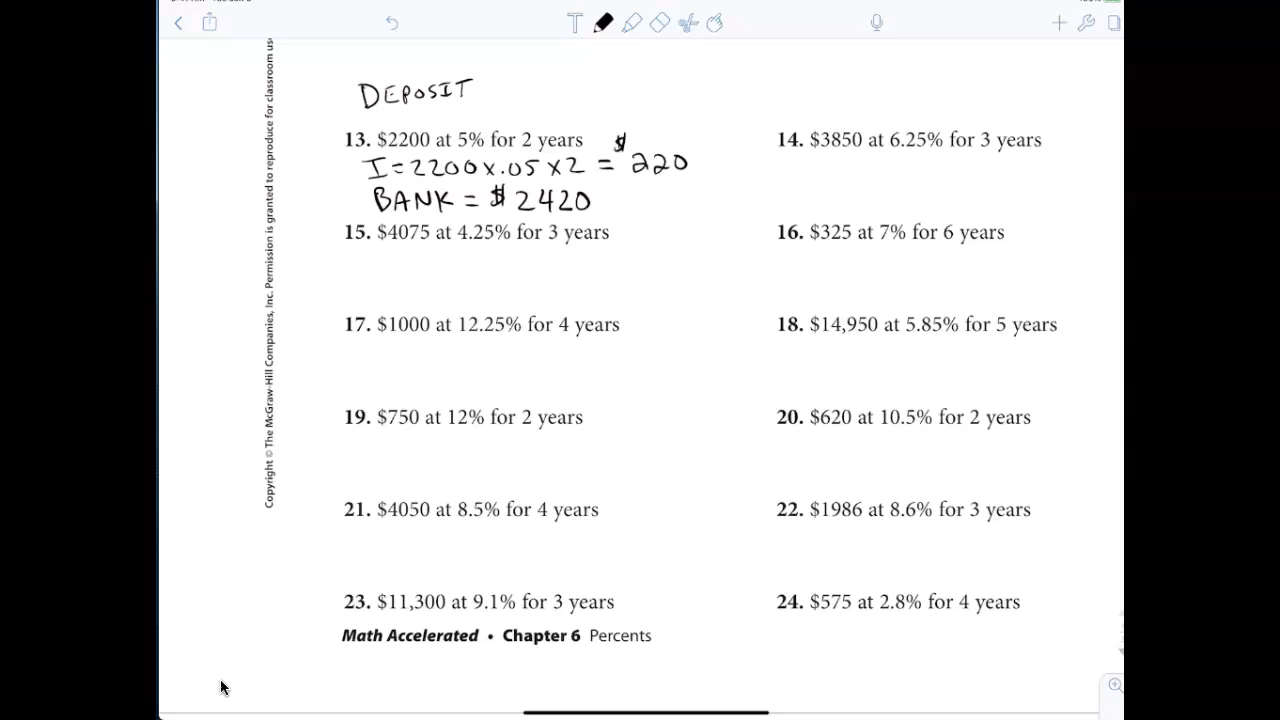 Copyright © The McGraw-Hill Companies, Inc. Permission is granted to reproduce for classroom us
DEPOSIT
13. $2200 at 5% for 2 years
I = 2200 x .05 x 2 = $220
BANK = $2420
14. $3850 at 6.25% for 3 years
15. $4075 at 4.25% for 3 years
16. $325 at 7% for 6 years
17. $1000 at 12.25% for 4 years
18. $14,950 at 5.85% for 5 years
19. $750 at 12% for 2 years
20. $620 at 10.5% for 2 years
21. $4050 at 8.5% for 4 years
22. $1986 at 8.6% for 3 years
23. $11,300 at 9.1% for 3 years
24. $575 at 2.8% for 4 years
Math Accelerated • Chapter 6 Percents